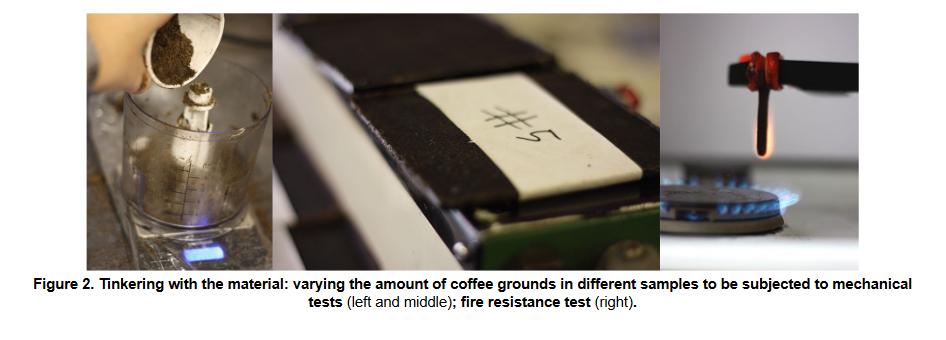 #5
Figure 2. Tinkering with the material: varying the amount of coffee grounds in different samples to be subjected to mechanical
tests (left and middle); fire resistance test (right).